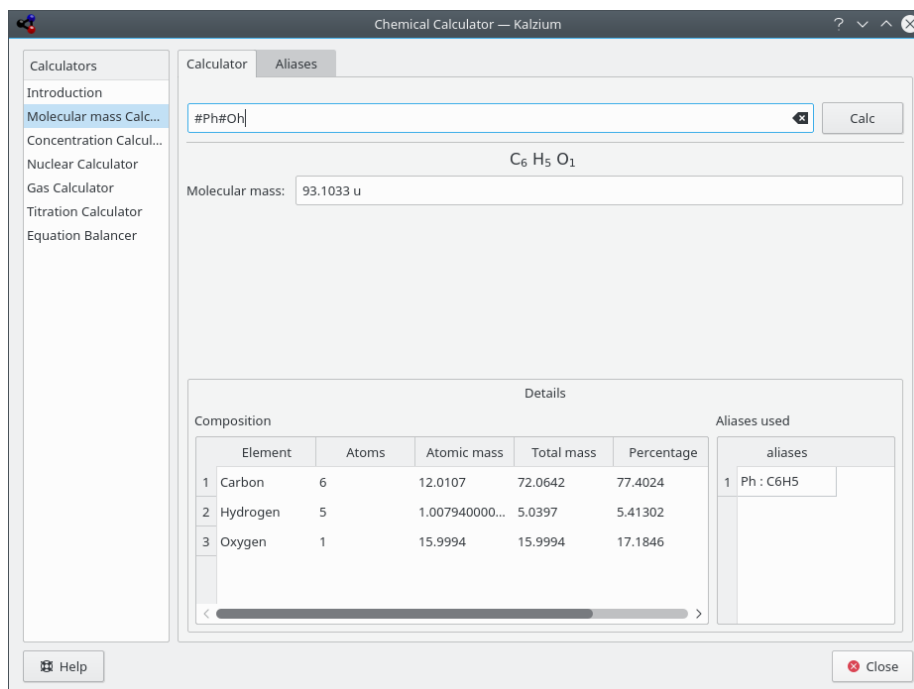 Chemical Calculator — Kalzium
Calculators
Introduction
Molecular mass Calc...
Concentration Calcul...
Nuclear Calculator
Gas Calculator
Titration Calculator
Equation Balancer
Calculator Aliases
#Ph#Oh
Calc
C₆ H₅ O₁
Molecular mass: 93.1033 u
Details
Composition
Element Atoms Atomic mass Total mass Percentage
1 Carbon 6 12.0107 72.0642 77.4024
2 Hydrogen 5 1.007940000... 5.0397 5.41302
3 Oxygen 1 15.9994 15.9994 17.1846
Aliases used
aliases
1 Ph : C6H5
Help
Close